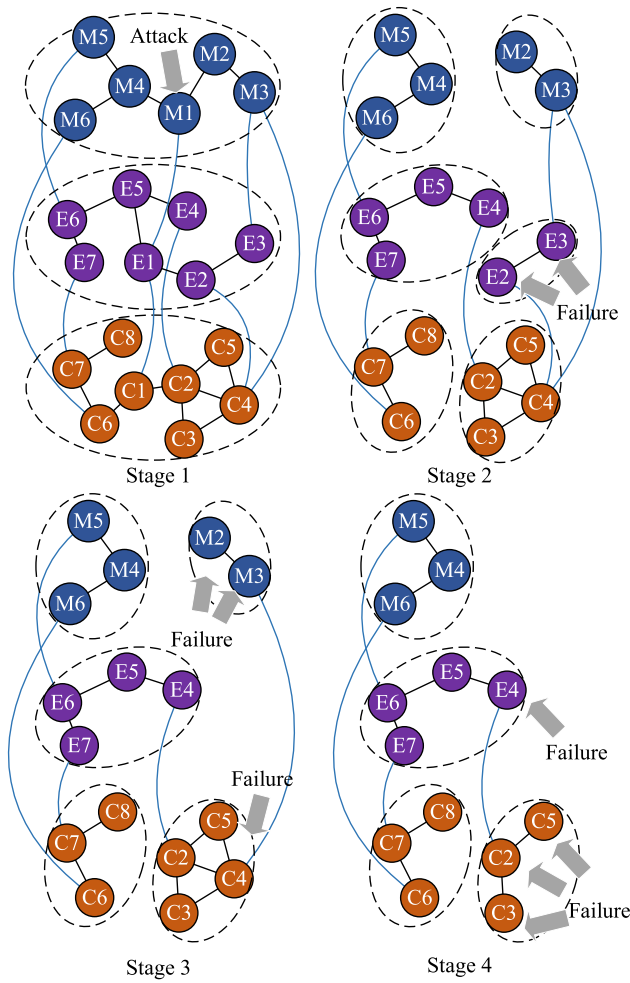 M5
Attack
M2
M4
M3
M6
M1
E5
E4
E6
E3
E7
E1
E2
C8
C5
C7
C1
C2
C4
C6
C3
Stage 1
M5
M2
M4
M3
M6
E5
E4
E6
E3
E7
E2
Failure
C8
C5
C7
C2
C4
C6
C3
Stage 2
M5
M2
M4
M3
M6
Failure
E5
E4
E6
E7
Failure
C8
C5
C7
C2
C4
C6
C3
Stage 3
M5
M4
M6
E5
E4
E6
E7
Failure
C8
C5
C7
C2
C6
C3
Failure
Stage 4